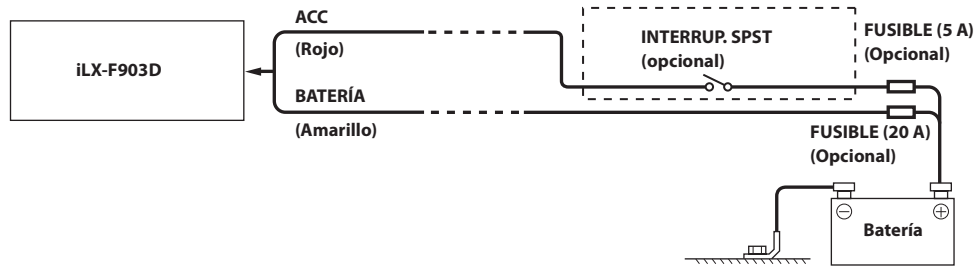 iLX-F903D
ACC
(Rojo)
BATERÍA
(Amarillo)
INTERRUP. SPST
(opcional)
FUSIBLE (5 A)
(Opcional)
FUSIBLE (20 A)
(Opcional)
Batería